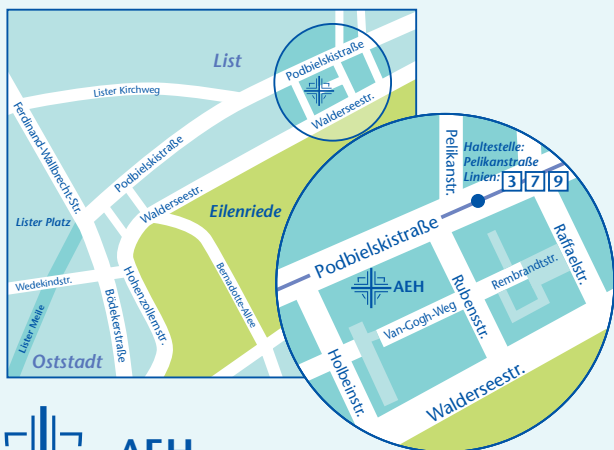 List
Podbielskistraße
Lister Kirchweg
Walderseestr.
Ferdinand-Wallbrecht-Str.
Podbielskistraße
Walderseestr.
Eilenriede
Lister Platz
Wedekindstr.
Hohenzollernstr.
Bödekerstraße
Bernadotte-Allee
Lister Meile
Oststadt
Pelikanstr.
Haltestelle:
Pelikanstraße
Linien: 3 7 9
Podbielskistraße
Raffaelstr.
AEH
Rubensstr.
Rembrandtstr.
Van-Gogh-Weg
Holbeinstr.
Walderseestr.
AEH